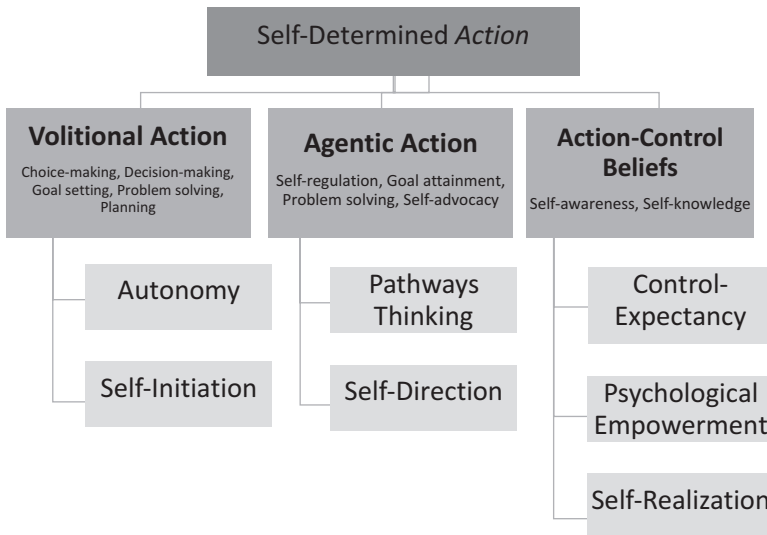 Self-Determined Action
Volitional Action
Choice-making, Decision-making,
Goal setting, Problem solving,
Planning
Autonomy
Self-Initiation
Agentic Action
Self-regulation, Goal attainment,
Problem solving, Self-advocacy
Pathways
Thinking
Self-Direction
Action-Control
Beliefs
Self-awareness, Self-knowledge
Control-
Expectancy
Psychological
Empowerment
Self-Realization